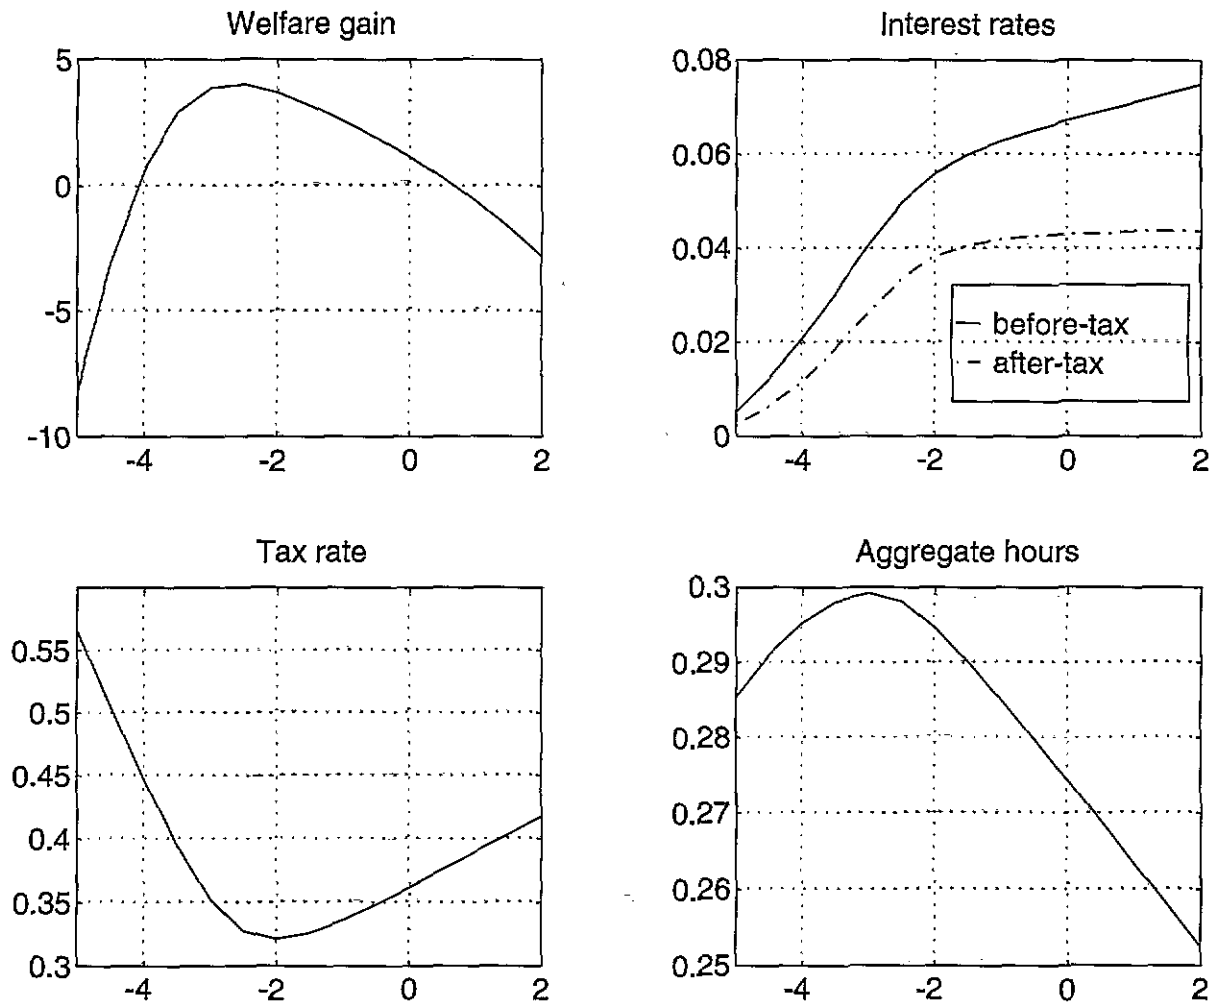 Welfare gain
5
0
-5
-10
-4 -2 0 2
Interest rates
0.08
0.06
0.04
0.02
0
before-tax
after-tax
-4 -2 0 2
Tax rate
0.55
0.5
0.45
0.4
0.35
0.3
-4 -2 0 2
Aggregate hours
0.3
0.29
0.28
0.27
0.26
0.25
-4 -2 0 2